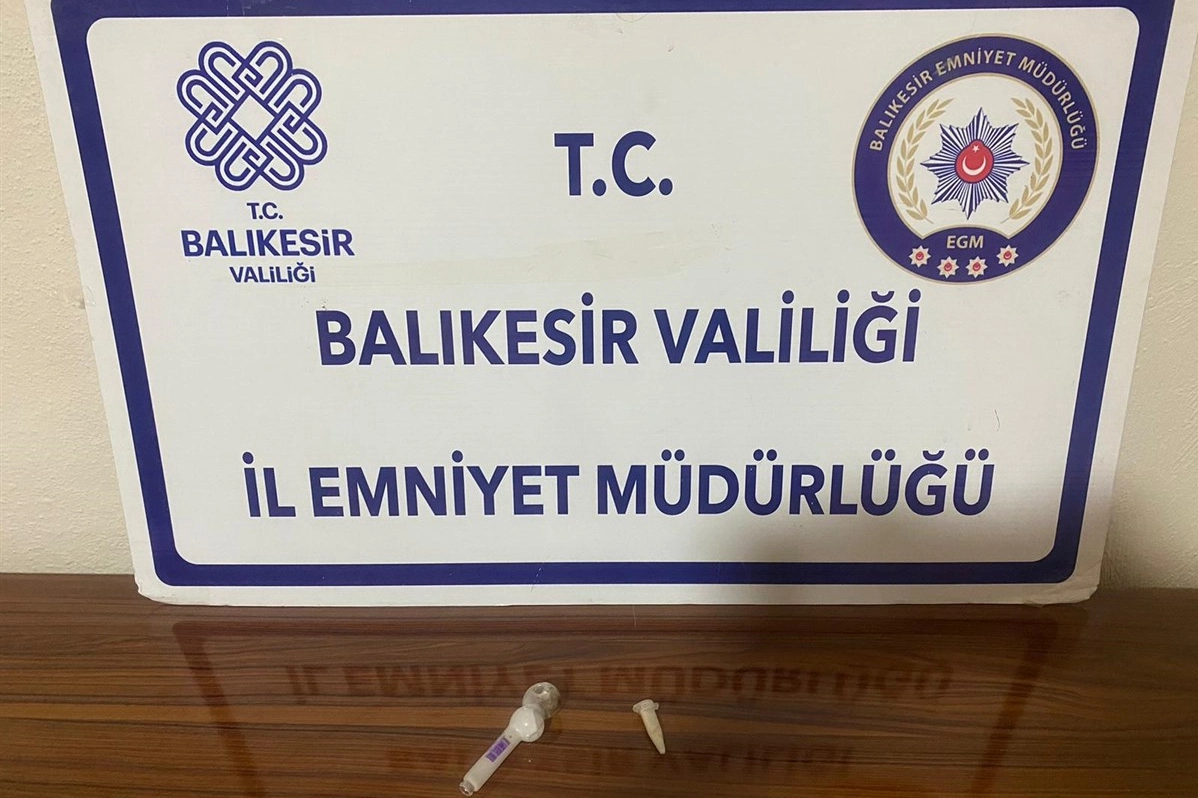 T.C.
BALIKESİR
VALİLİĞİ
T.C.
BALIKESİR EMNİYET MÜDÜRLÜĞÜ
EGM
BALIKESİR VALİLİĞİ
İL EMNİYET MÜDÜRLÜĞÜ